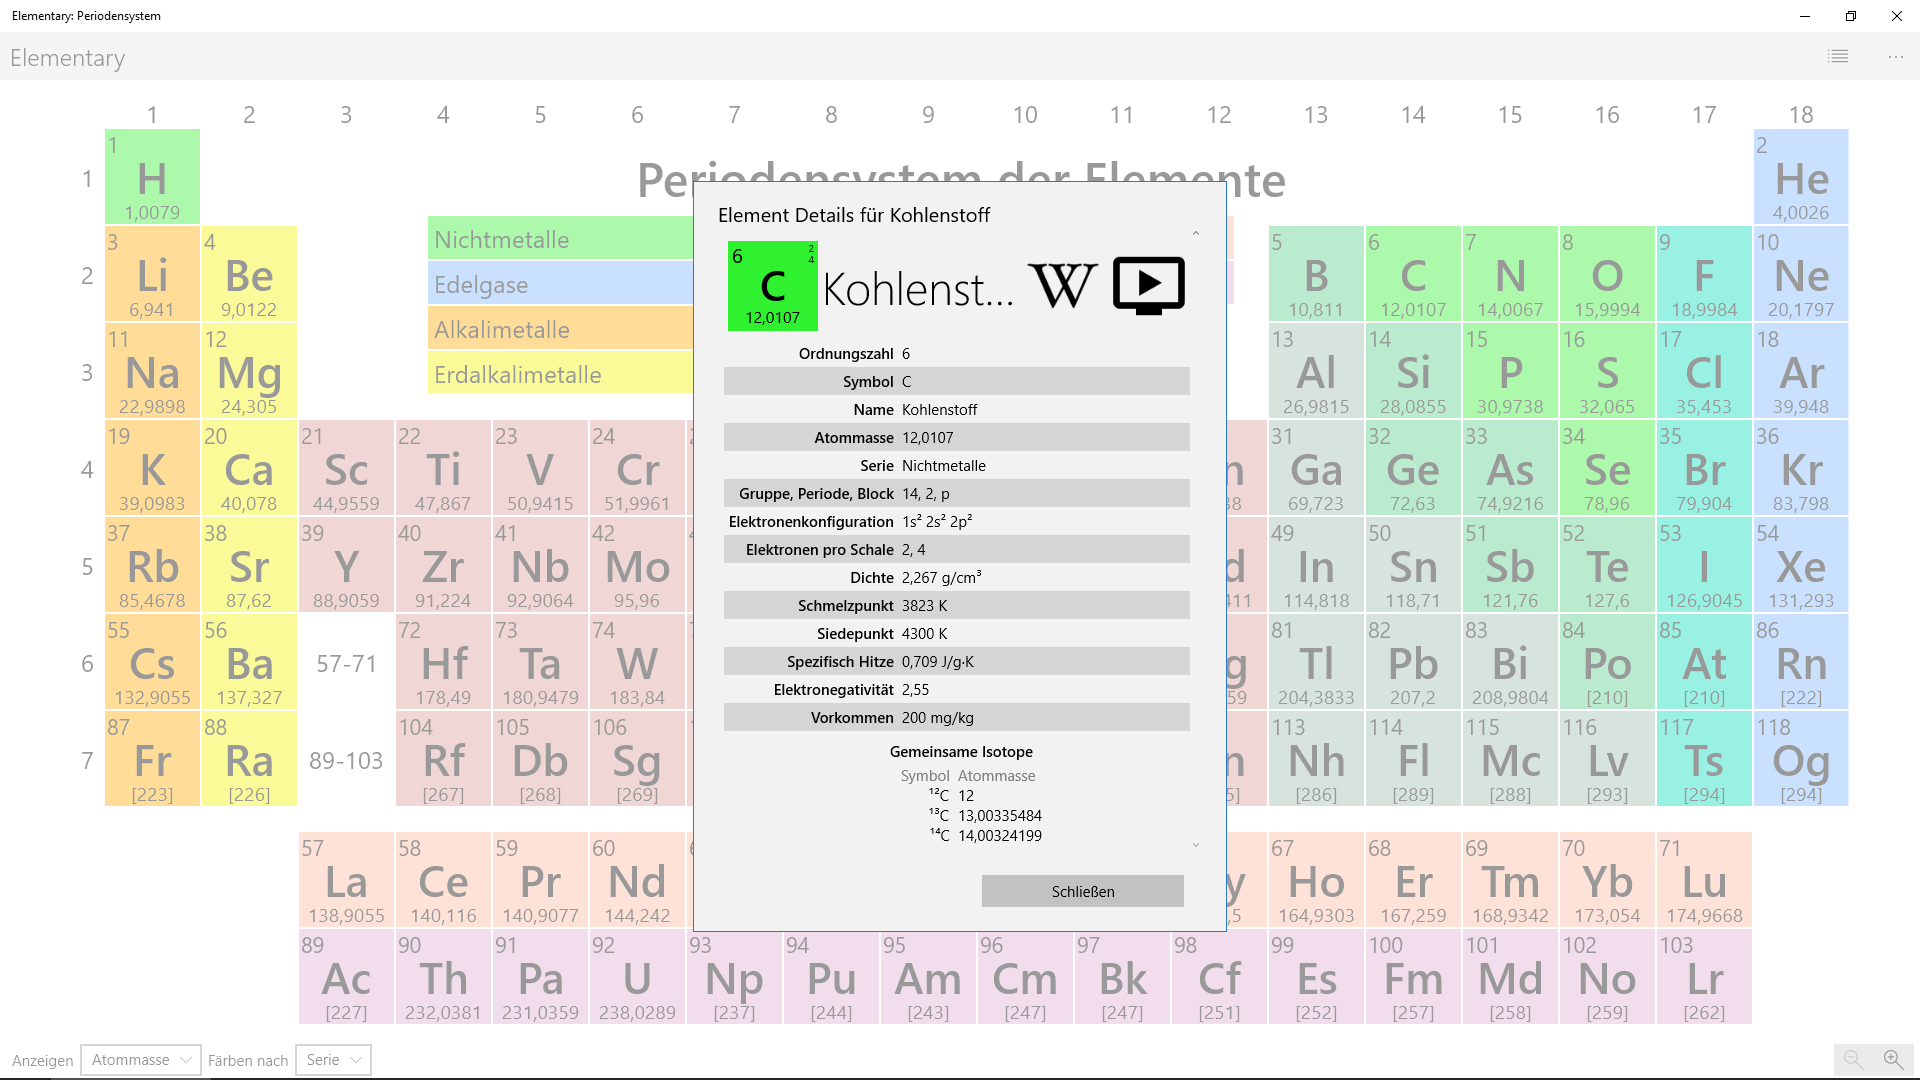 Elementary: Periodensystem
Elementary
1 2 3 4 5 6 7 8 9 10 11 12 13 14 15 16 17 18
Periodensystem der Elemente
1
1 H 1,0079
2 He 4,0026
2
3 Li 6,941
4 Be 9,0122
5 B 10,811
6 C 12,0107
7 N 14,0067
8 O 15,9994
9 F 18,9984
10 Ne 20,1797
3
11 Na 22,9898
12 Mg 24,305
13 Al 26,9815
14 Si 28,0855
15 P 30,9738
16 S 32,065
17 Cl 35,453
18 Ar 39,948
Nichtmetalle
Edelgase
Alkalimetalle
Erdalkalimetalle
4
19 K 39,0983
20 Ca 40,078
21 Sc 44,9559
22 Ti 47,867
23 V 50,9415
24 Cr 51,9961
31 Ga 69,723
32 Ge 72,63
33 As 74,9216
34 Se 78,96
35 Br 79,904
36 Kr 83,798
5
37 Rb 85,4678
38 Sr 87,62
39 Y 88,9059
40 Zr 91,224
41 Nb 92,9064
42 Mo 95,96
49 In 114,818
50 Sn 118,71
51 Sb 121,76
52 Te 127,6
53 I 126,9045
54 Xe 131,293
6
55 Cs 132,9055
56 Ba 137,327
57-71
72 Hf 178,49
73 Ta 180,9479
74 W 183,84
81 Tl 204,3833
82 Pb 207,2
83 Bi 208,9804
84 Po [210]
85 At [210]
86 Rn [222]
7
87 Fr [223]
88 Ra [226]
89-103
104 Rf [267]
105 Db [268]
106 Sg [269]
113 Nh [286]
114 Fl [289]
115 Mc [288]
116 Lv [293]
117 Ts [294]
118 Og [294]
57 La 138,9055
58 Ce 140,116
59 Pr 140,9077
60 Nd 144,242
67 Ho 164,9303
68 Er 167,259
69 Tm 168,9342
70 Yb 173,054
71 Lu 174,9668
89 Ac [227]
90 Th 232,0381
91 Pa 231,0359
92 U 238,0289
93 Np [237]
94 Pu [244]
95 Am [243]
96 Cm [247]
97 Bk [247]
98 Cf [251]
99 Es [252]
100 Fm [257]
101 Md [258]
102 No [259]
103 Lr [262]
Element Details für Kohlenstoff
6 2
4
C
12,0107
Kohlenst... W
Ordnungszahl 6
Symbol C
Name Kohlenstoff
Atommasse 12,0107
Serie Nichtmetalle
Gruppe, Periode, Block 14, 2, p
Elektronenkonfiguration 1s² 2s² 2p²
Elektronen pro Schale 2, 4
Dichte 2,267 g/cm³
Schmelzpunkt 3823 K
Siedepunkt 4300 K
Spezifisch Hitze 0,709 J/g·K
Elektronegativität 2,55
Vorkommen 200 mg/kg
Gemeinsame Isotope
Symbol Atommasse
¹²C 12
¹³C 13,00335484
¹⁴C 14,00324199
Schließen
Anzeigen Atommasse Färben nach Serie